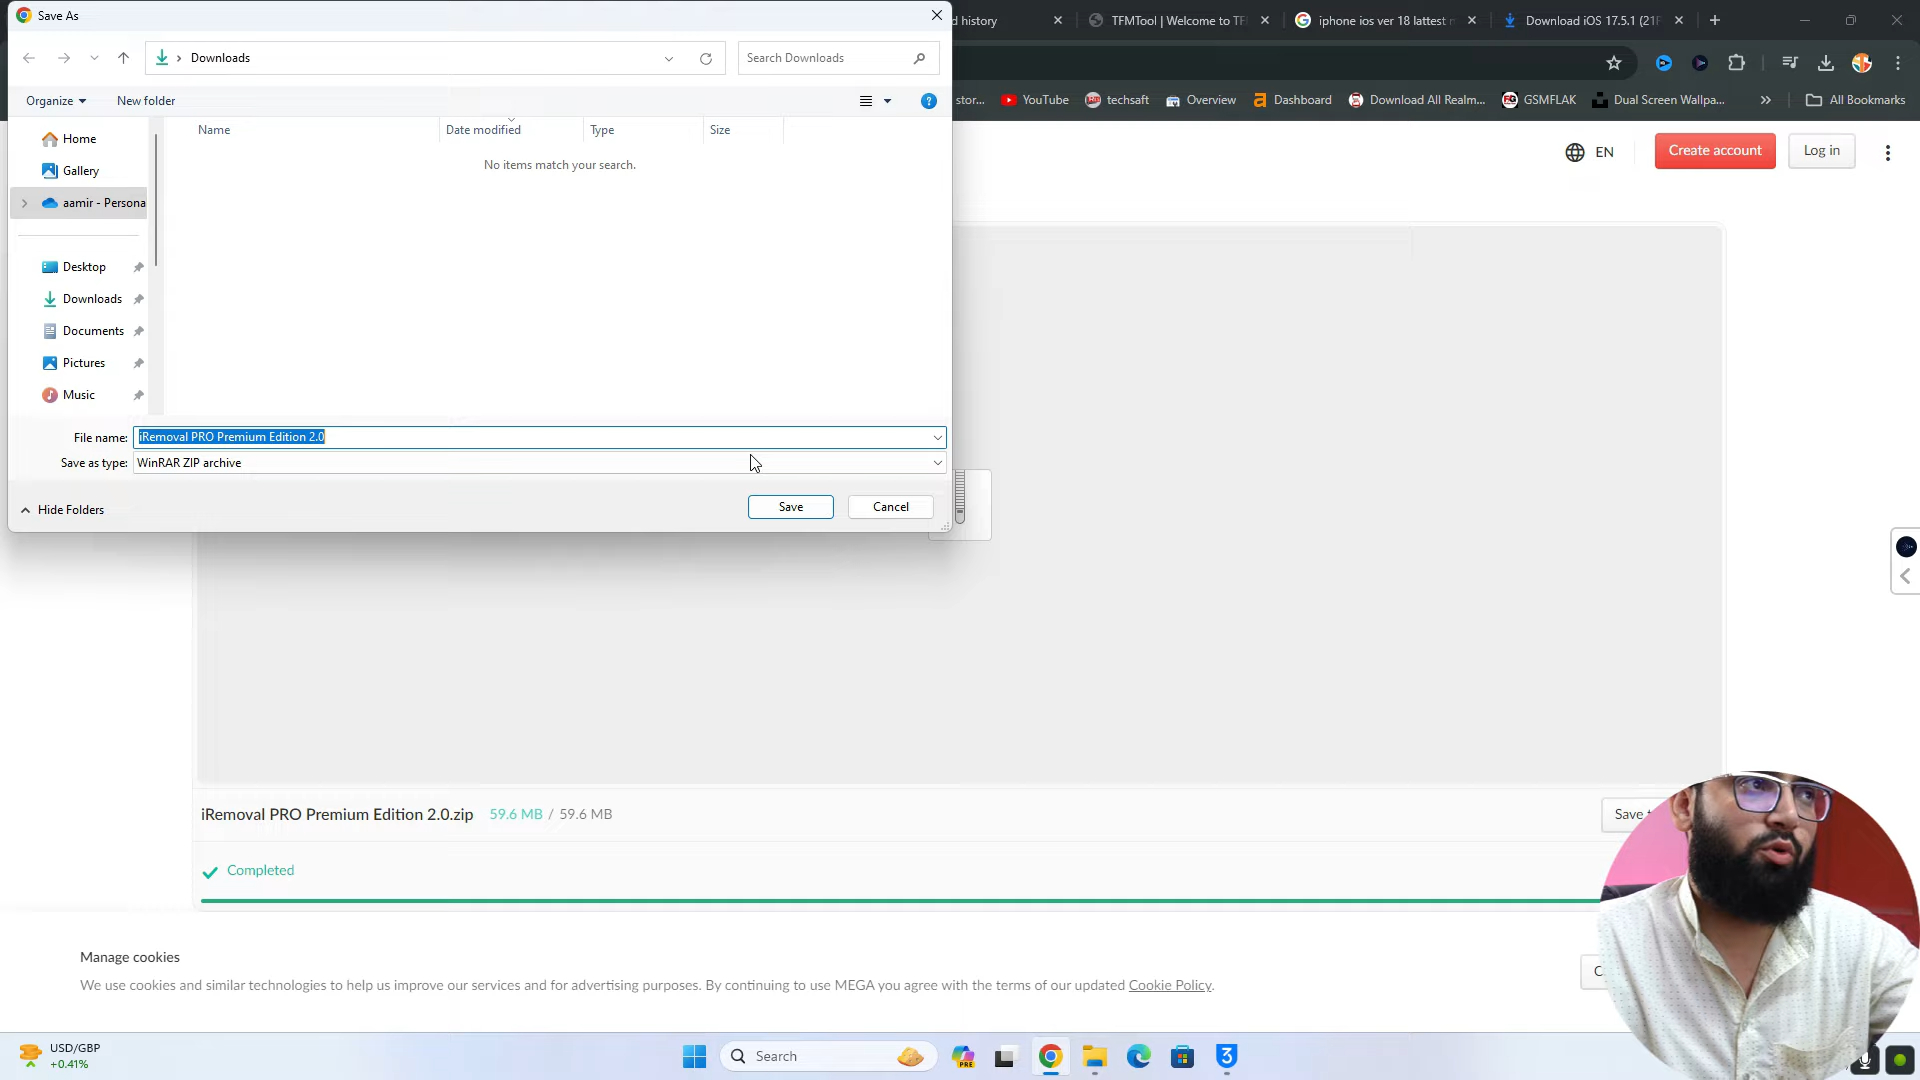 Save As
d history
TFMTool | Welcome to TF
iphone ios ver 18 lattest
Download iOS 17.5.1 (21F
Downloads
Search Downloads
Organize
New folder
stor...
YouTube
techsaft
Overview
Dashboard
Download All Realm...
GSMFLAK
Dual Screen Wallpa...
All Bookmarks
Name
Date modified
Type
Size
Home
No items match your search.
EN
Create account
Log in
Gallery
aamir - Persona
Desktop
Downloads
Documents
Pictures
Music
File name:
iRemoval PRO Premium Edition 2.0
Save as type:
WinRAR ZIP archive
Hide Folders
Save
Cancel
iRemoval PRO Premium Edition 2.0.zip
59.6 MB / 59.6 MB
Save
Completed
Manage cookies
We use cookies and similar technologies to help us improve our services and for advertising purposes. By continuing to use MEGA you agree with the terms of our updated Cookie Policy.
USD/GBP
+0.41%
Search
PRE
3